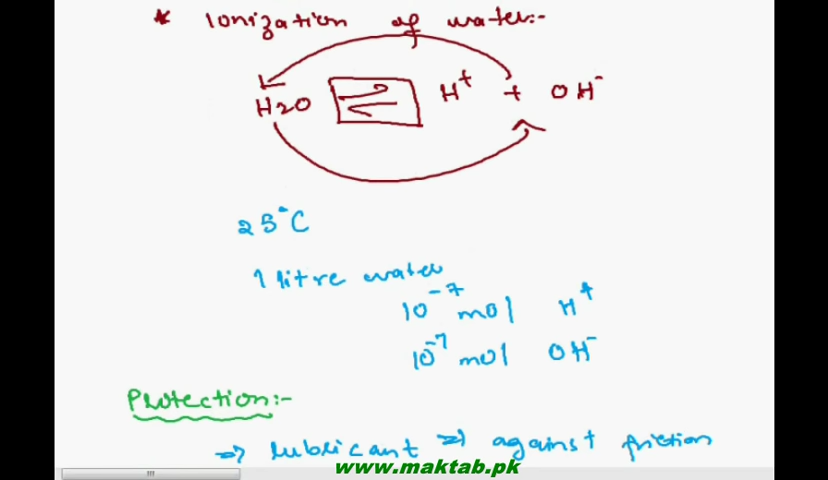 * Ionization of water:-
H2O ⇌ H⁺ + OH⁻
25°C
1 litre water
10⁻⁷ mol H⁺
10⁻⁷ mol OH⁻
Protection:-
⇒ lubricant ⇒ against friction
www.maktab.pk